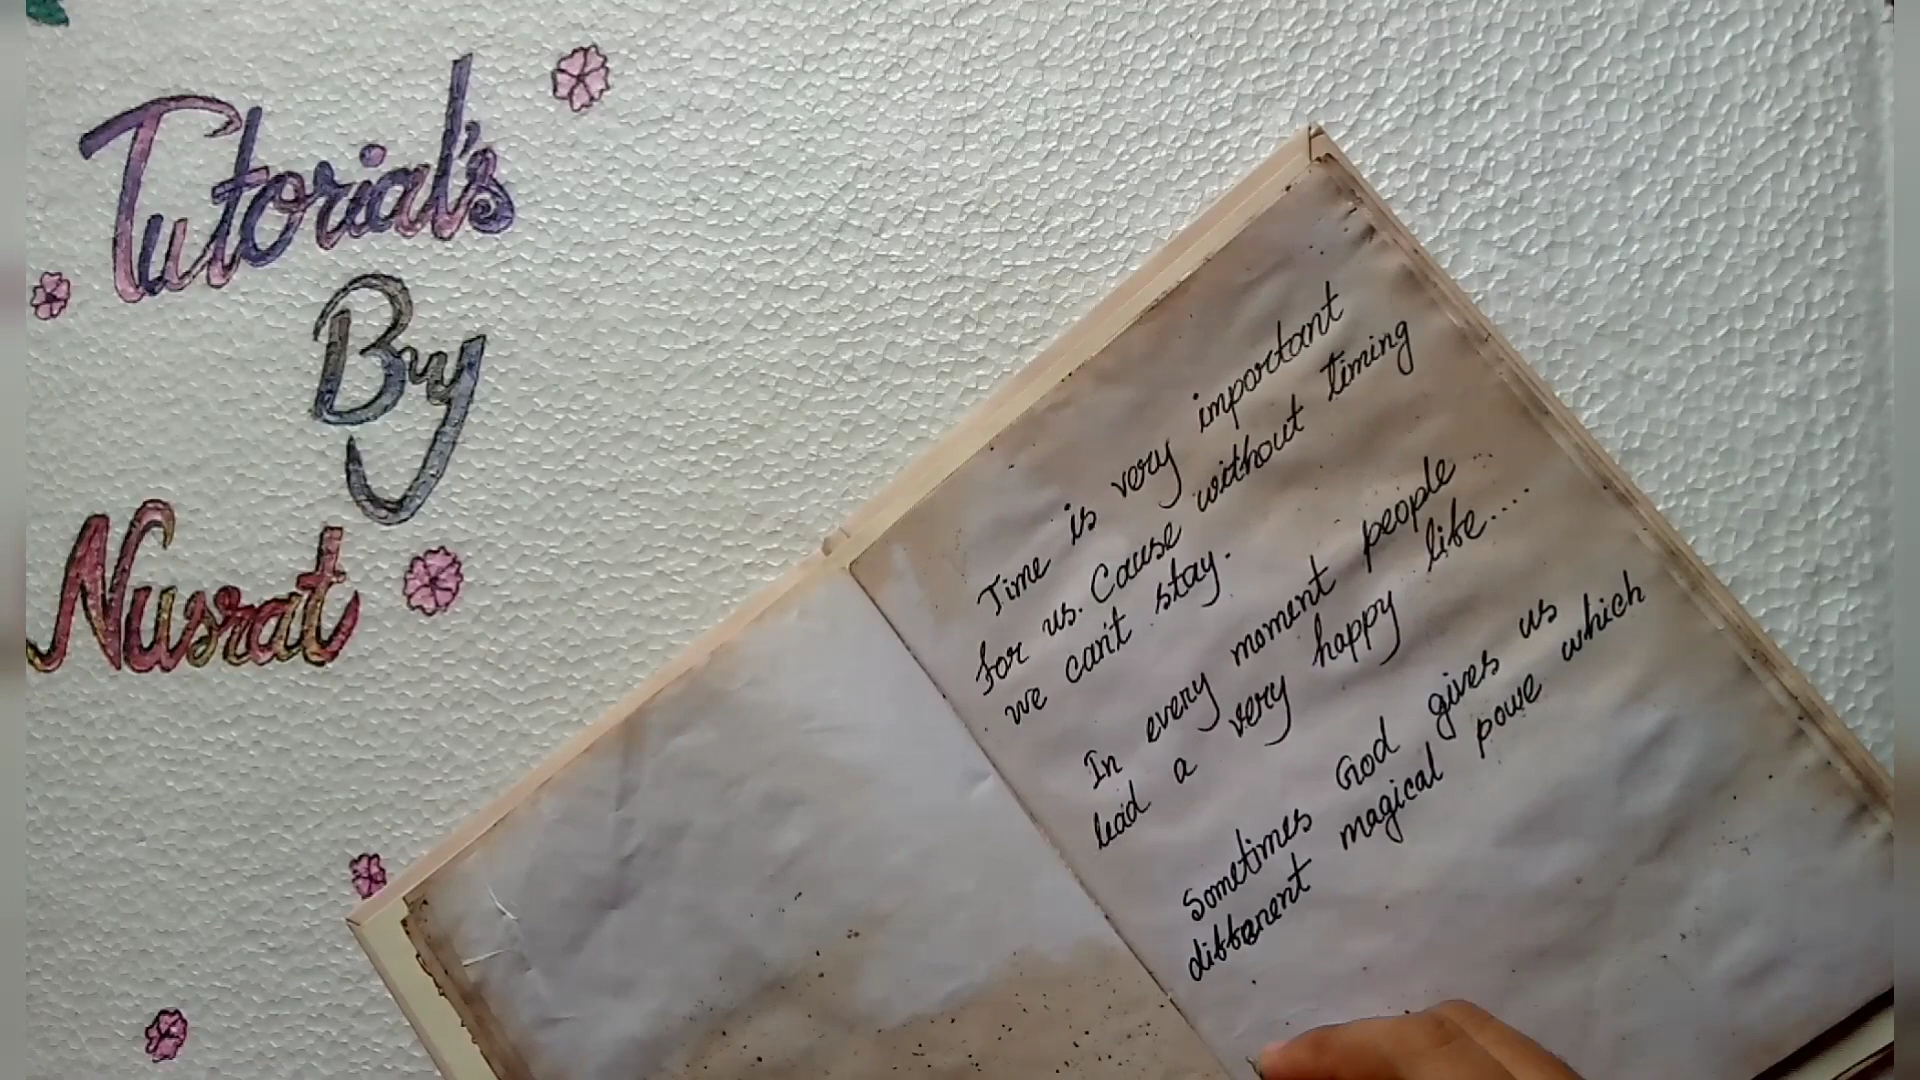 Tutorial's
By
Nusrat
Time is very important
for us. Cause without timing
we can't stay.
In every moment people
lead a very happy life....
Sometimes God gives us
different magical powe which